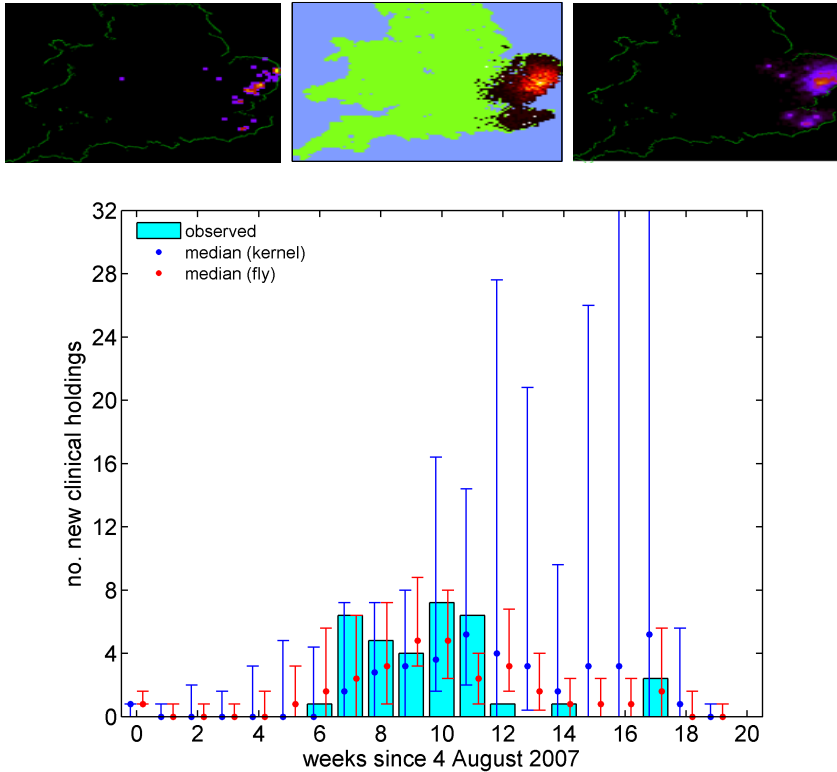 32
28
24
20
16
12
8
4
0
no. new clinical holdings
observed
median (kernel)
median (fly)
0 2 4 6 8 10 12 14 16 18 20
weeks since 4 August 2007